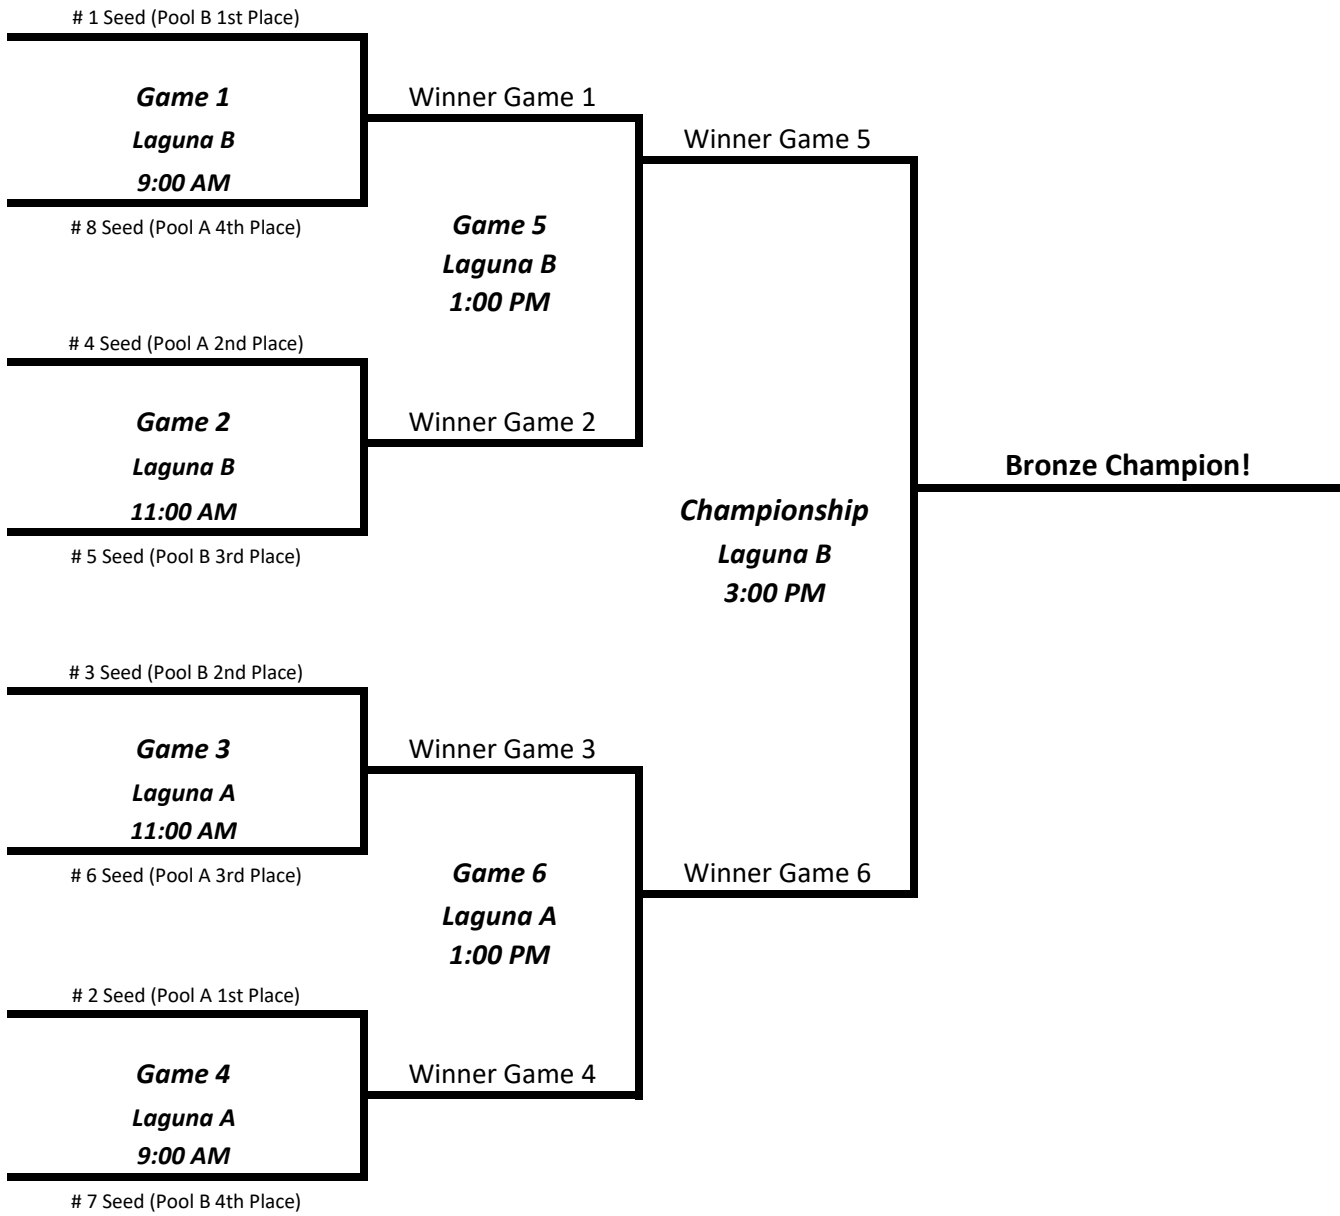 # 1 Seed (Pool B 1st Place)
Game 1
Laguna B
9:00 AM
# 8 Seed (Pool A 4th Place)
Winner Game 1
Game 5
Laguna B
1:00 PM
# 4 Seed (Pool A 2nd Place)
Game 2
Laguna B
11:00 AM
# 5 Seed (Pool B 3rd Place)
Winner Game 2
Winner Game 5
Championship
Laguna B
3:00 PM
Bronze Champion!
# 3 Seed (Pool B 2nd Place)
Game 3
Laguna A
11:00 AM
# 6 Seed (Pool A 3rd Place)
Winner Game 3
Game 6
Laguna A
1:00 PM
Winner Game 6
# 2 Seed (Pool A 1st Place)
Game 4
Laguna A
9:00 AM
# 7 Seed (Pool B 4th Place)
Winner Game 4